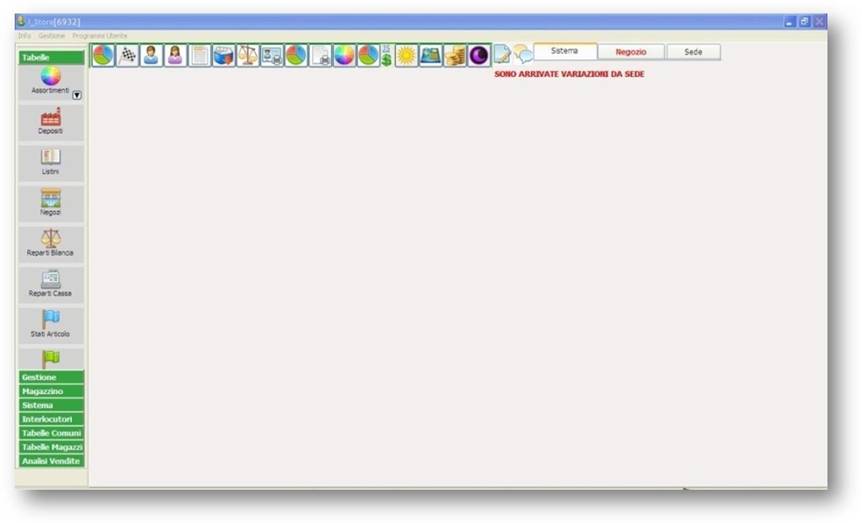 I_Store[6932]
Info Gestione Programmi Utente
Tabelle
Sistema
Negozio
Sede
SONO ARRIVATE VARIAZIONI DA SEDE
Assortimenti
Depositi
Listini
Negozi
Reparti Bilancia
Reparti Cassa
Stati Articolo
Gestione
Magazzino
Sistema
Interlocutori
Tabelle Comuni
Tabelle Magazzi
Analisi Vendite